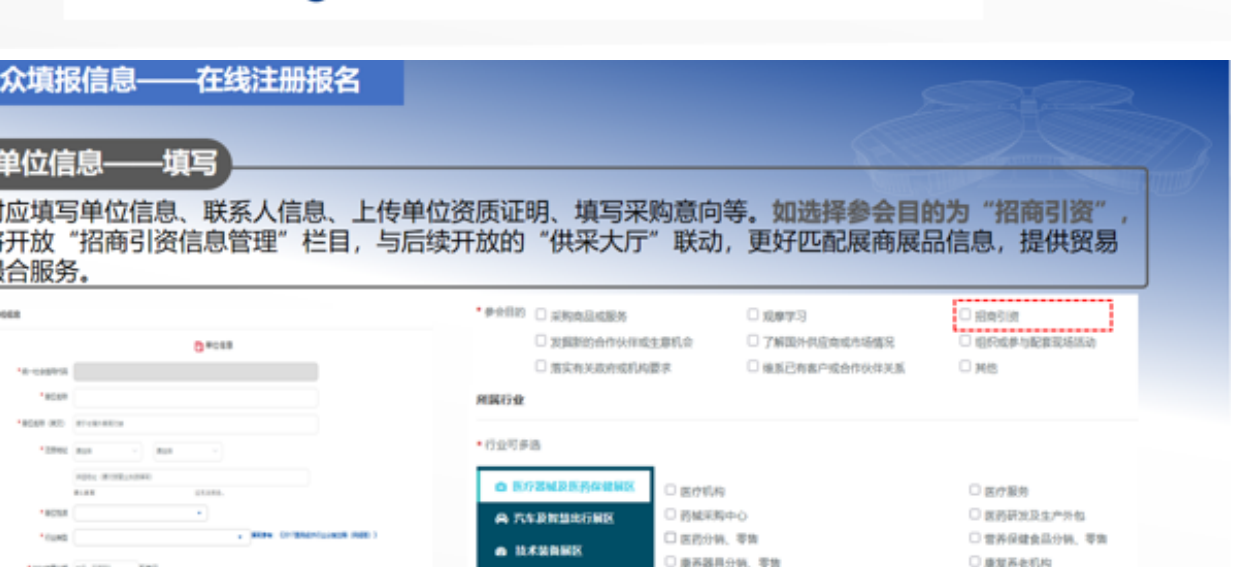 众填报信息——在线注册报名
单位信息——填写
时应填写单位信息、联系人信息、上传单位资质证明、填写采购意向等。如选择参会目的为“招商引资”,
将开放“招商引资信息管理”栏目,与后续开放的“供采大厅”联动,更好匹配展商展品信息,提供贸易
撮合服务。
*参会目的 采购商品或服务 观摩学习 招商引资
发掘新的合作伙伴或生意机会 了解国外供应商或市场情况 组织或参与配套现场活动
落实有关政府或机构要求 维系已有客户或合作伙伴关系 其他
单位信息
*单位名称
所属行业
*行业可多选
医疗器械及医药保健展区 医疗机构 医疗服务
汽车及智慧出行展区 药械采购中心 医药研发及生产外包
医药分销、零售 营养保健食品分销、零售
技术装备展区
康养器具分销、零售 康复养老机构